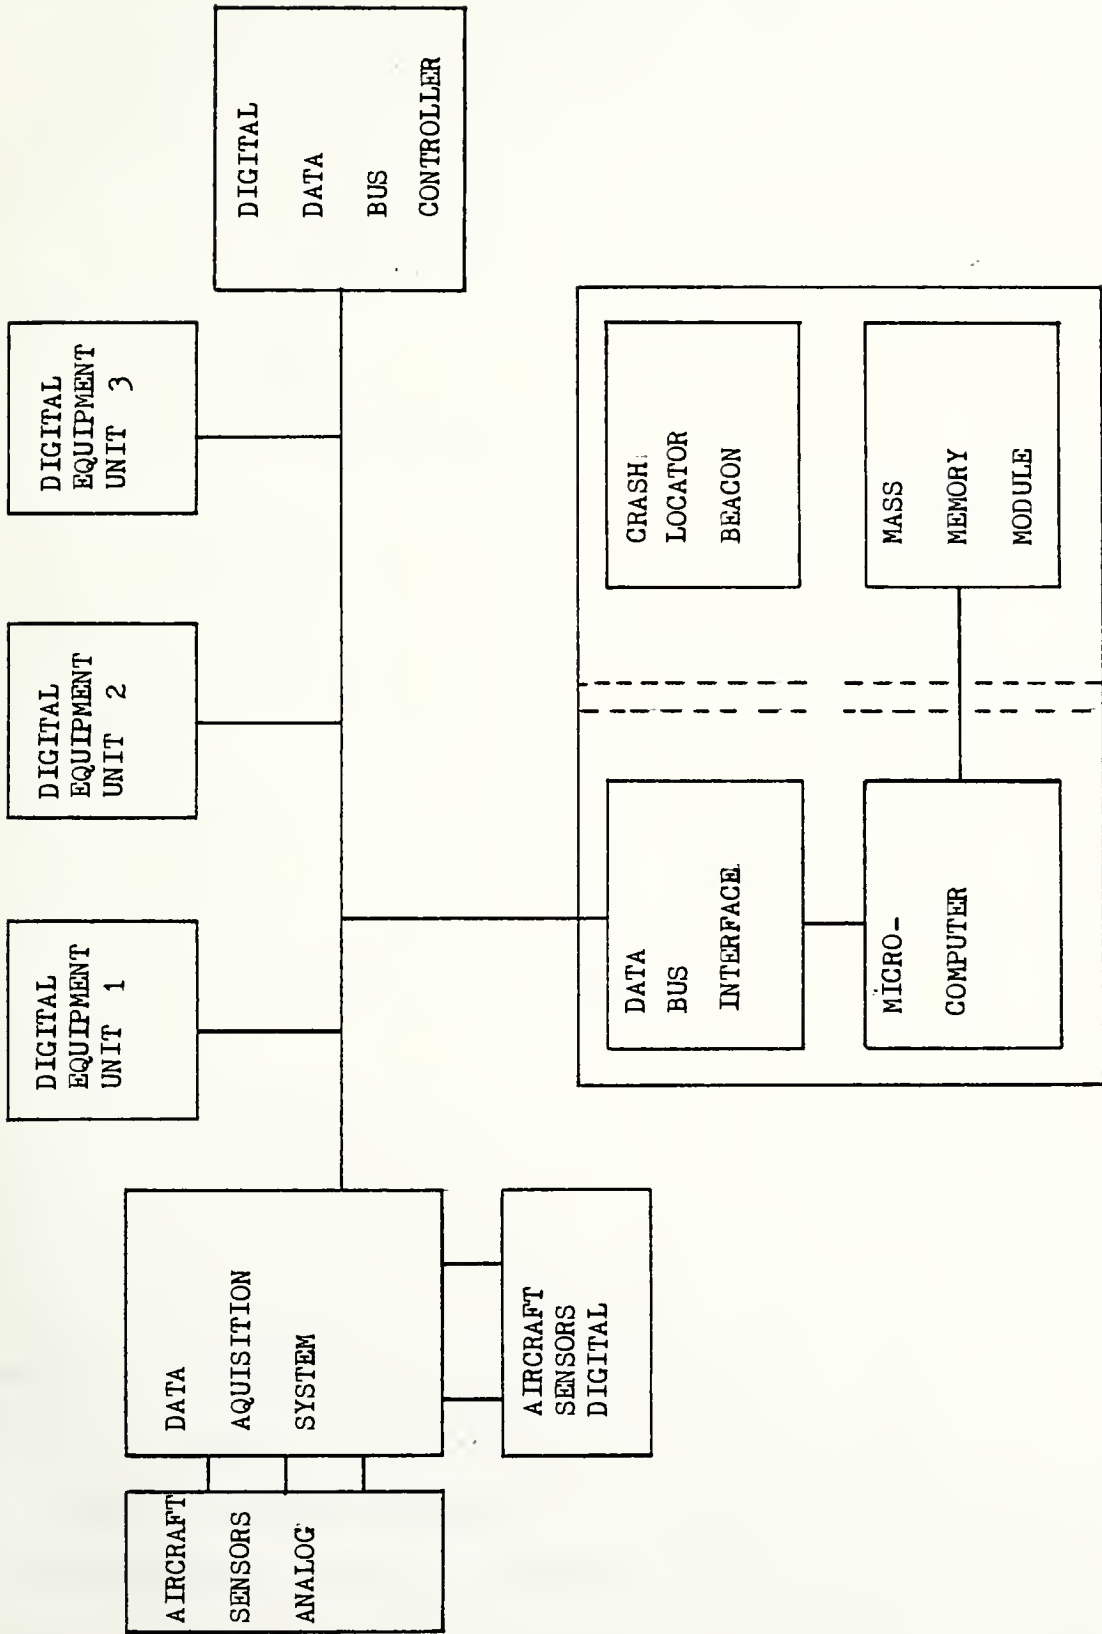 DIGITAL
EQUIPMENT
UNIT 1
DIGITAL
EQUIPMENT
UNIT 2
DIGITAL
EQUIPMENT
UNIT 3
AIRCRAFT
SENSORS
ANALOG
DATA
AQUISITION
SYSTEM
DIGITAL
DATA
BUS
CONTROLLER
AIRCRAFT
SENSORS
DIGITAL
DATA
BUS
INTERFACE
CRASH
LOCATOR
BEACON
MICRO-
COMPUTER
MASS
MEMORY
MODULE